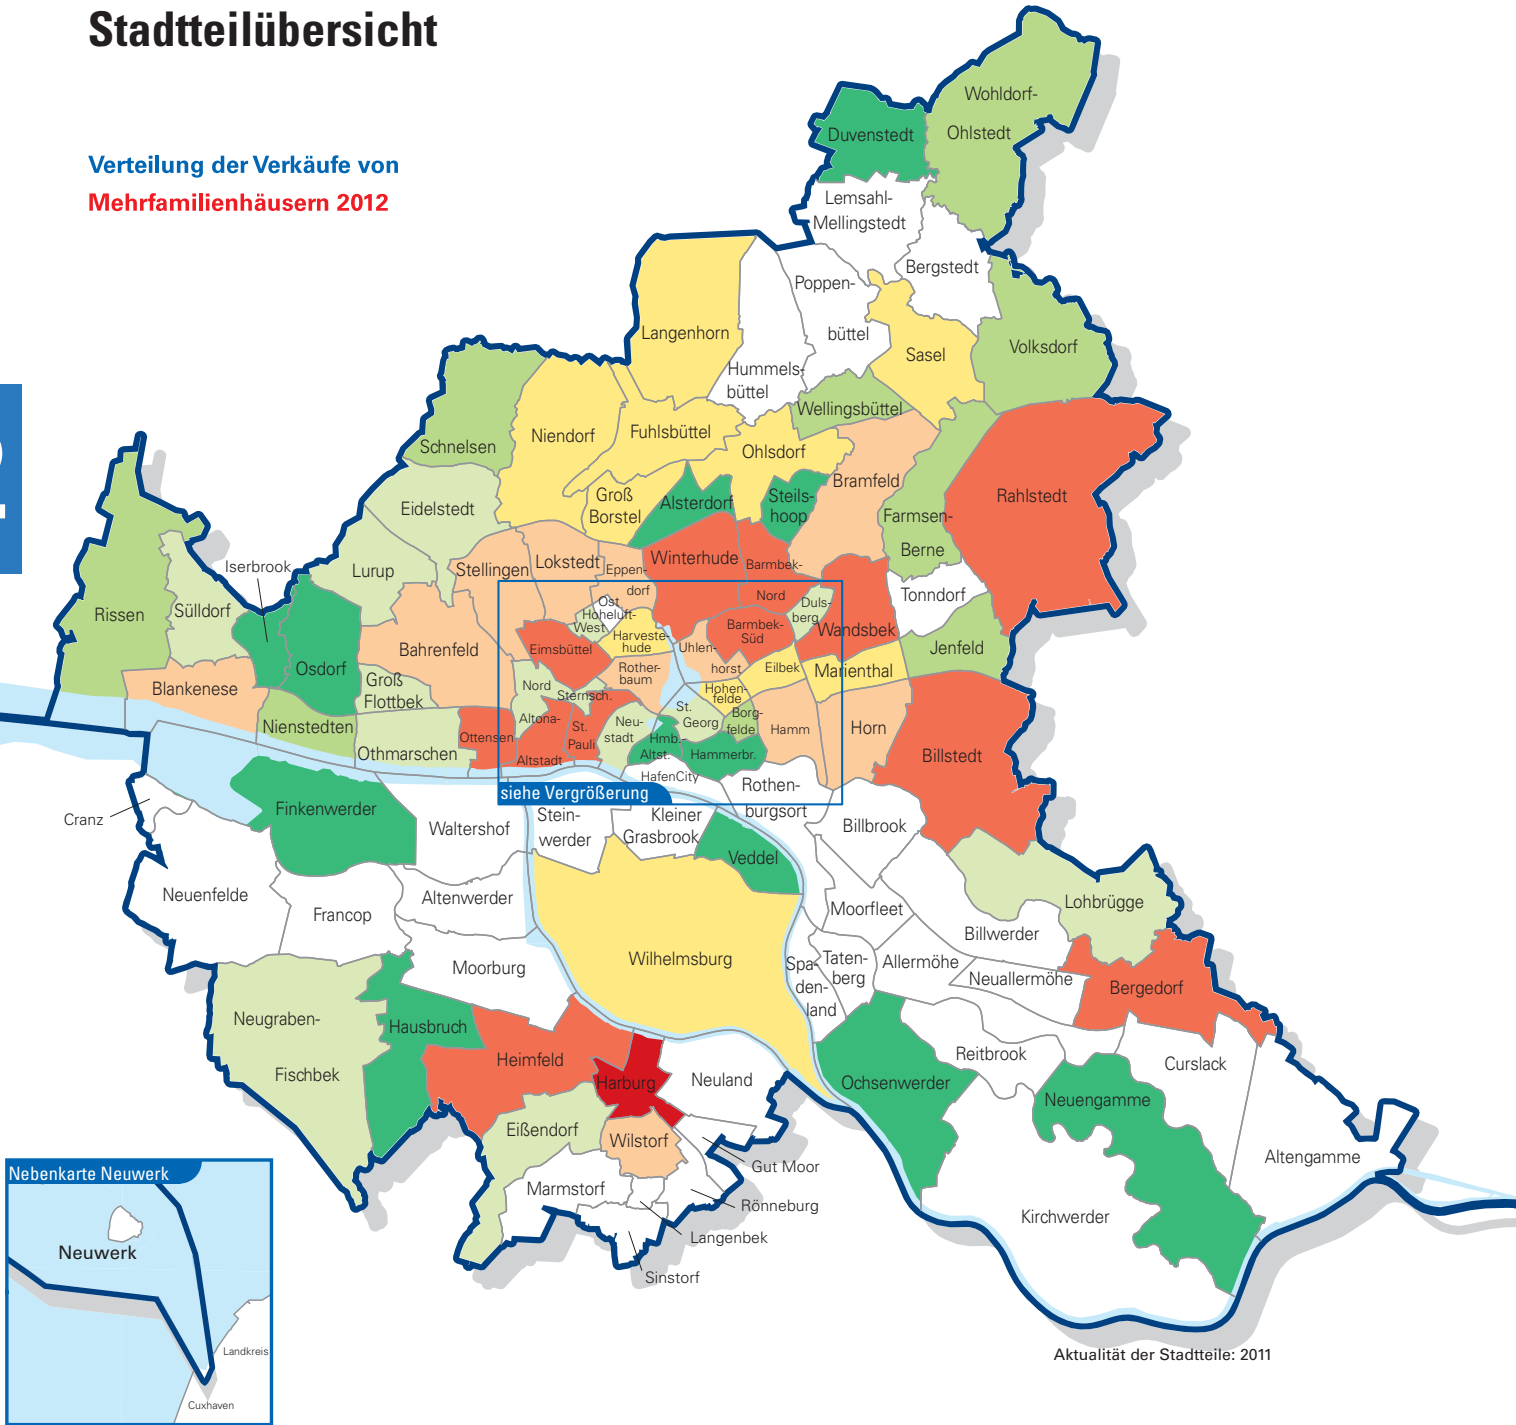 Stadtteilübersicht
Verteilung der Verkäufe von
Mehrfamilienhäusern 2012
Wohldorf-
Ohlstedt
Duvenstedt
Lemsahl-
Mellingstedt
Bergstedt
Poppen-
büttel
Hummels-
büttel
Langenhorn
Sasel
Volksdorf
Wellingsbüttel
Schnelsen
Niendorf
Fuhlsbüttel
Ohlsdorf
Bramfeld
Rahlstedt
Eidelstedt
Groß
Borstel
Alsterdorf
Steils-
hoop
Farmsen-
Berne
Iserbrook
Lurup
Stellingen
Lokstedt
Eppen-
dorf
Winterhude
Barmbek-
Nord
Tonndorf
Rissen
Sülldorf
Ost
Hoheluft-
West
Duls-
berg
Wandsbek
Harveste-
hude
Barmbek-
Süd
Eimsbüttel
Uhlen-
horst
Jenfeld
Osdorf
Bahrenfeld
Groß
Flottbek
Rother-
baum
Eilbek
Marienthal
Blankenese
Nord
Sternsch.
Hohen-
felde
Nienstedten
Altona-
Altstadt
St.
Pauli
Neu-
stadt
St.
Georg
Borg-
felde
Hamm
Horn
Othmarschen
Ottensen
Hmb.-
Altst.
Hammerbr.
Billstedt
HafenCity
siehe Vergrößerung
Rothen-
burgsort
Cranz
Finkenwerder
Waltershof
Stein-
werder
Kleiner
Grasbrook
Billbrook
Veddel
Neuenfelde
Francop
Altenwerder
Moorfleet
Lohbrügge
Billwerder
Moorburg
Wilhelmsburg
Spa-
den-
land
Taten-
berg
Allermöhe
Neuallermöhe
Bergedorf
Neugraben-
Fischbek
Hausbruch
Heimfeld
Harburg
Neuland
Ochsenwerder
Reitbrook
Curslack
Neuengamme
Eißendorf
Wilstorf
Gut Moor
Altengamme
Marmstorf
Rönneburg
Langenbek
Sinstorf
Kirchwerder
Nebenkarte Neuwerk
Neuwerk
Landkreis
Cuxhaven
Aktualität der Stadtteile: 2011